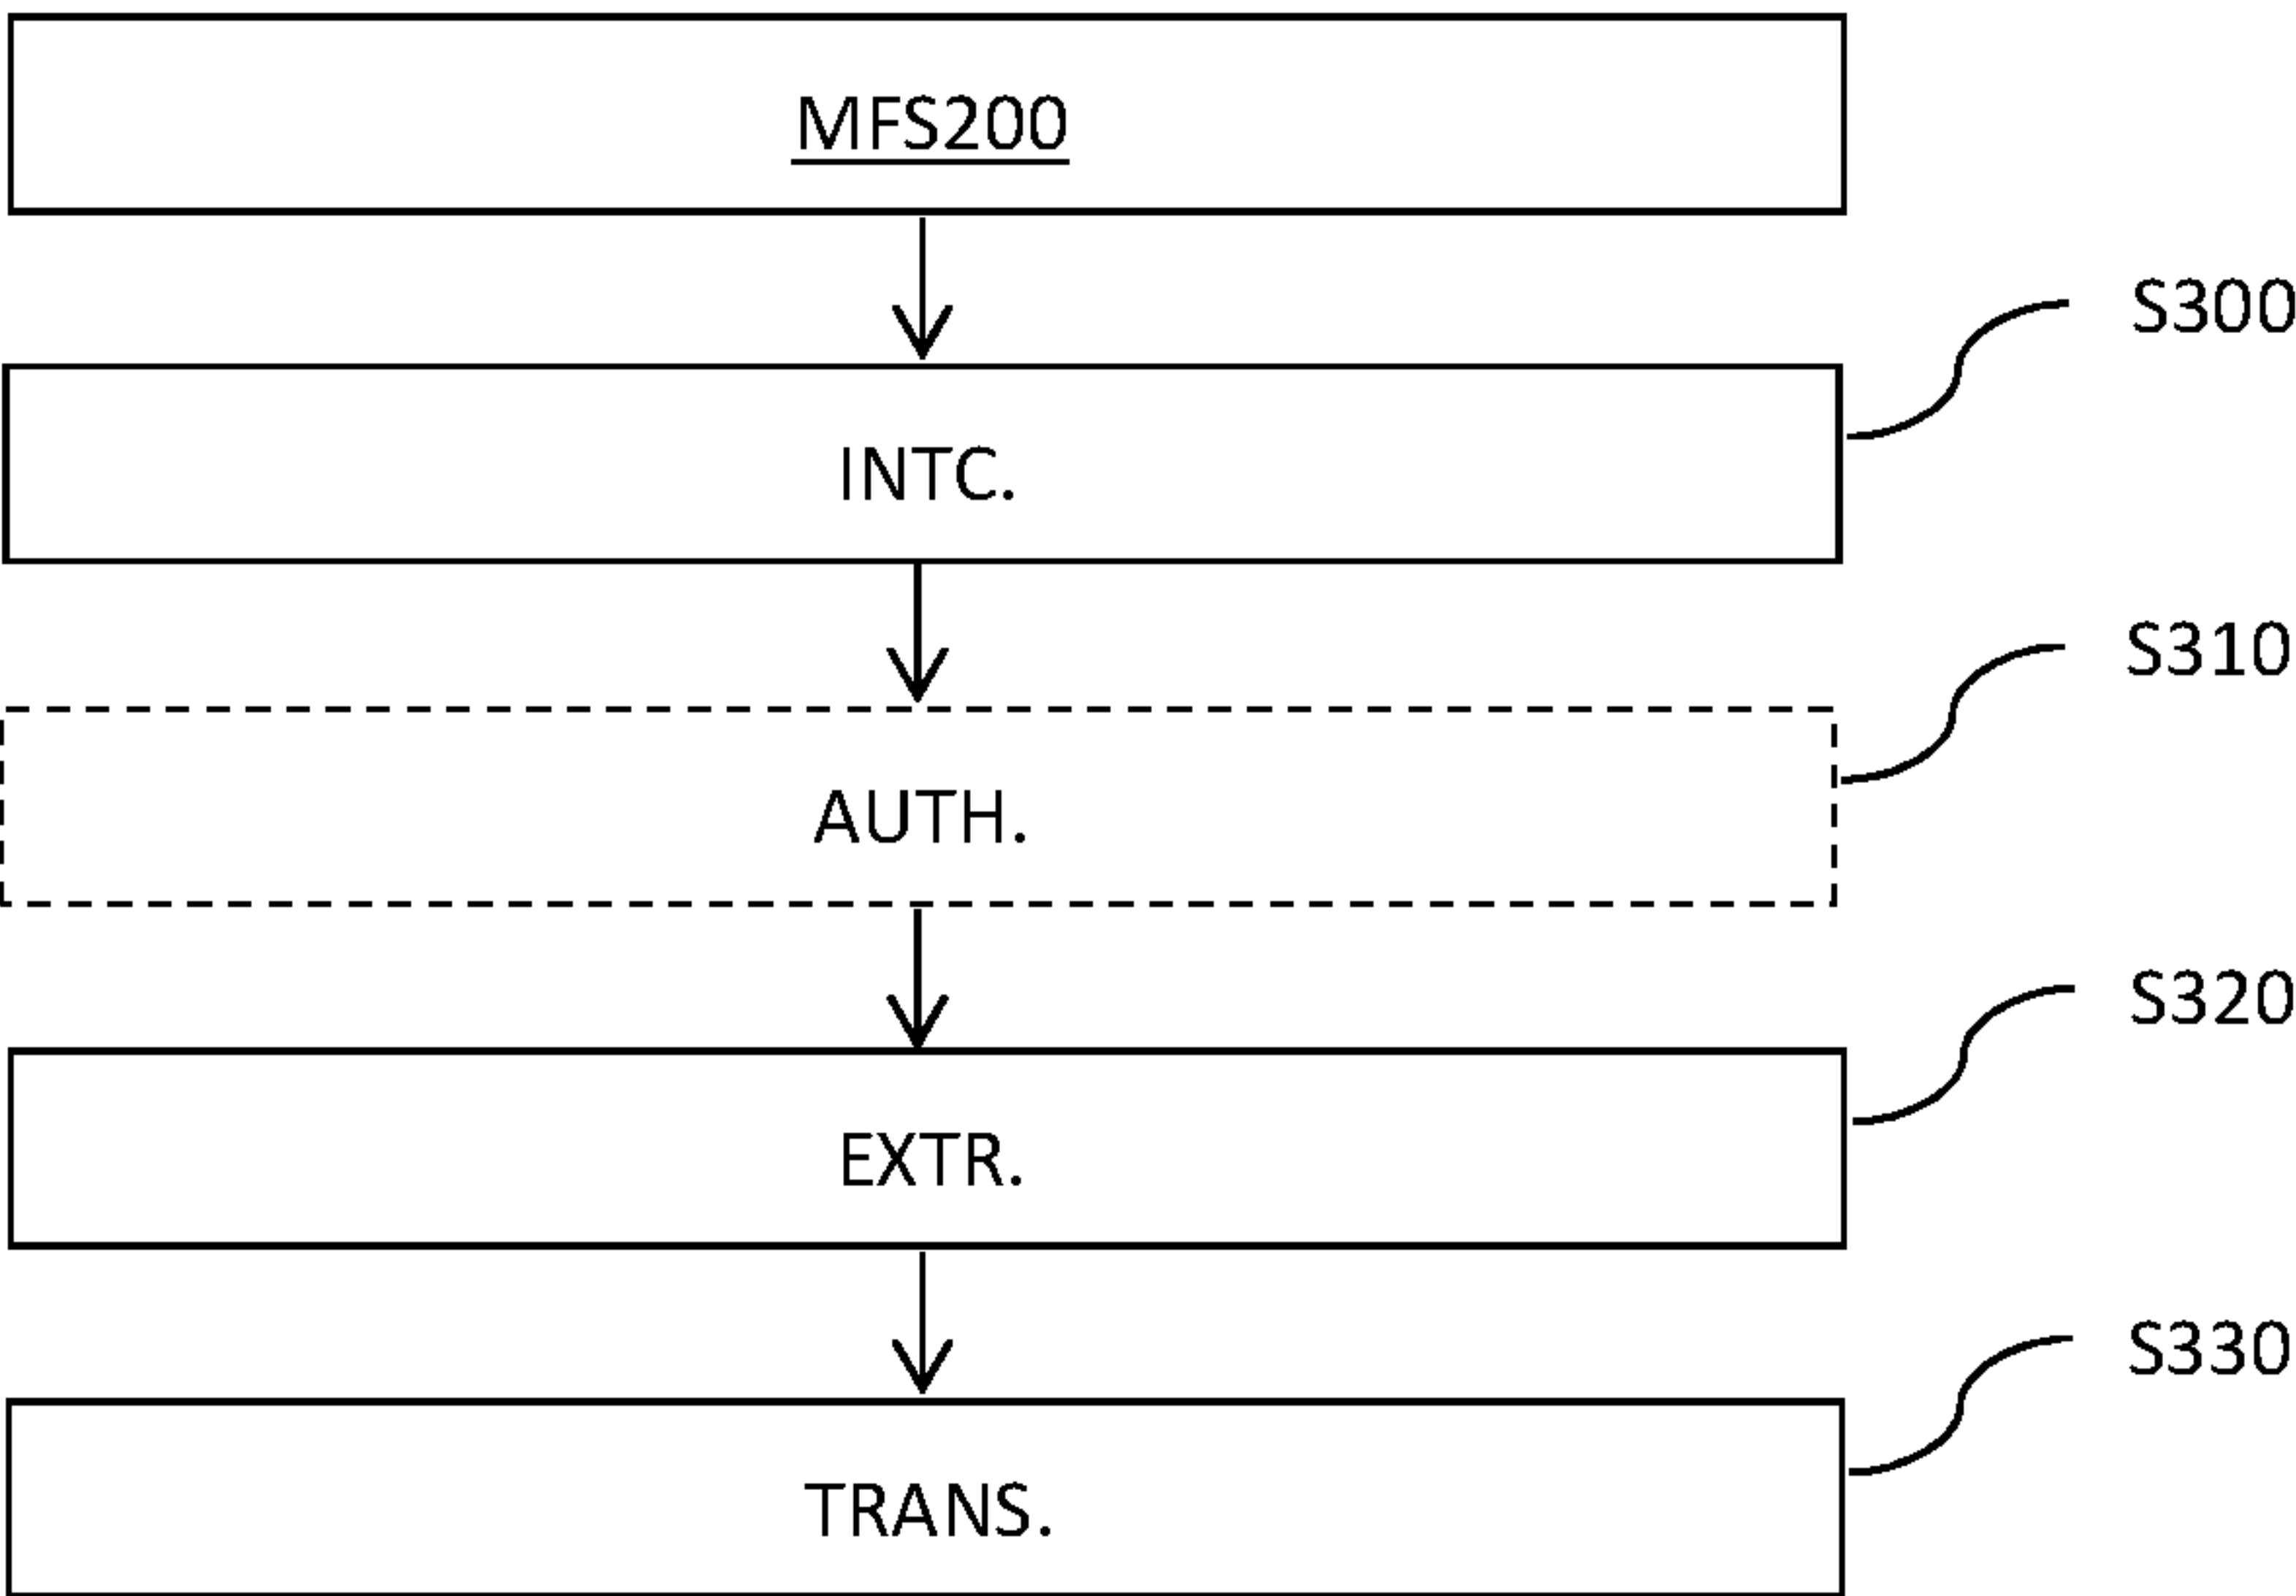 MFS200
S300
INTC.
S310
AUTH.
S320
EXTR.
S330
TRANS.